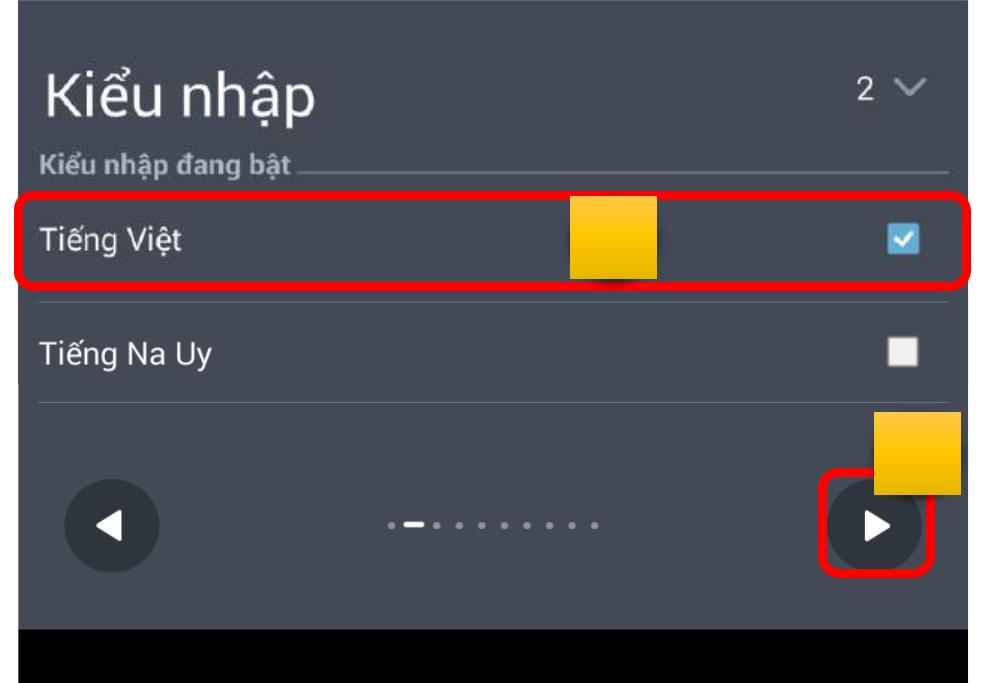 Kiểu nhập
2
Kiểu nhập đang bật
Tiếng Việt
Tiếng Na Uy